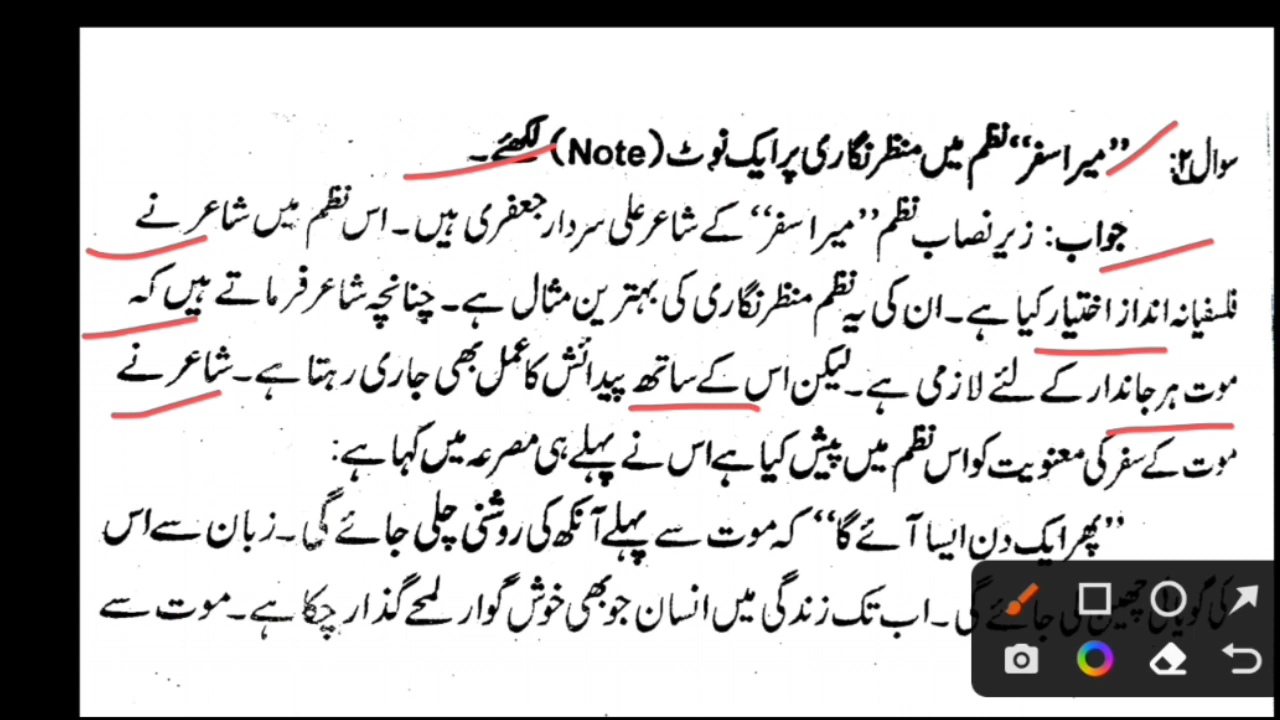 سوال ۲: ”میرا سفر“ نظم میں منظر نگاری پر ایک نوٹ (Note) لکھئے۔
جواب: زیر نصاب نظم ”میرا سفر“ کے شاعر علی سردار جعفری ہیں۔ اس نظم میں شاعر نے
فلسفیانہ انداز اختیار کیا ہے۔ ان کی یہ نظم منظر نگاری کی بہترین مثال ہے۔ چنانچہ شاعر فرماتے ہیں کہ
موت ہر جاندار کے لئے لازمی ہے۔ لیکن اس کے ساتھ پیدائش کا عمل بھی جاری رہتا ہے۔ شاعر نے
موت کے سفر کی معنویت کو اس نظم میں پیش کیا ہے اس نے پہلے ہی مصرعہ میں کہا ہے:
”پھر ایک دن ایسا آئے گا“ کہ موت سے پہلے آنکھ کی روشنی چلی جائے گی۔ زبان سے اس
کی گویائی چھین لی جائے گی۔ اب تک زندگی میں انسان جو بھی خوش گوار لمحے گذار چکا ہے۔ موت سے